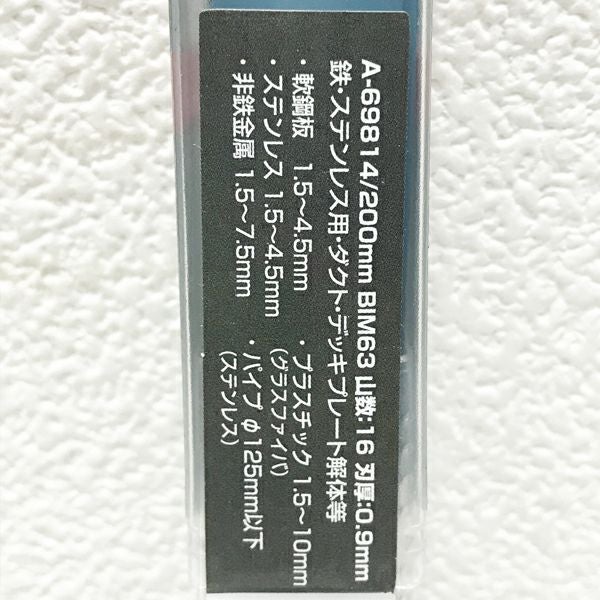 A-69814/200mm BIM63 山数:16 刃厚:0.9mm
鉄・ステンレス用・ダクト・デッキプレート解体等
・軟鋼板 1.5〜4.5mm ・プラスチック 1.5〜10mm
・ステンレス 1.5〜4.5mm (グラスファイバ)
・非鉄金属 1.5〜7.5mm ・パイプ φ125mm以下
(ステンレス)